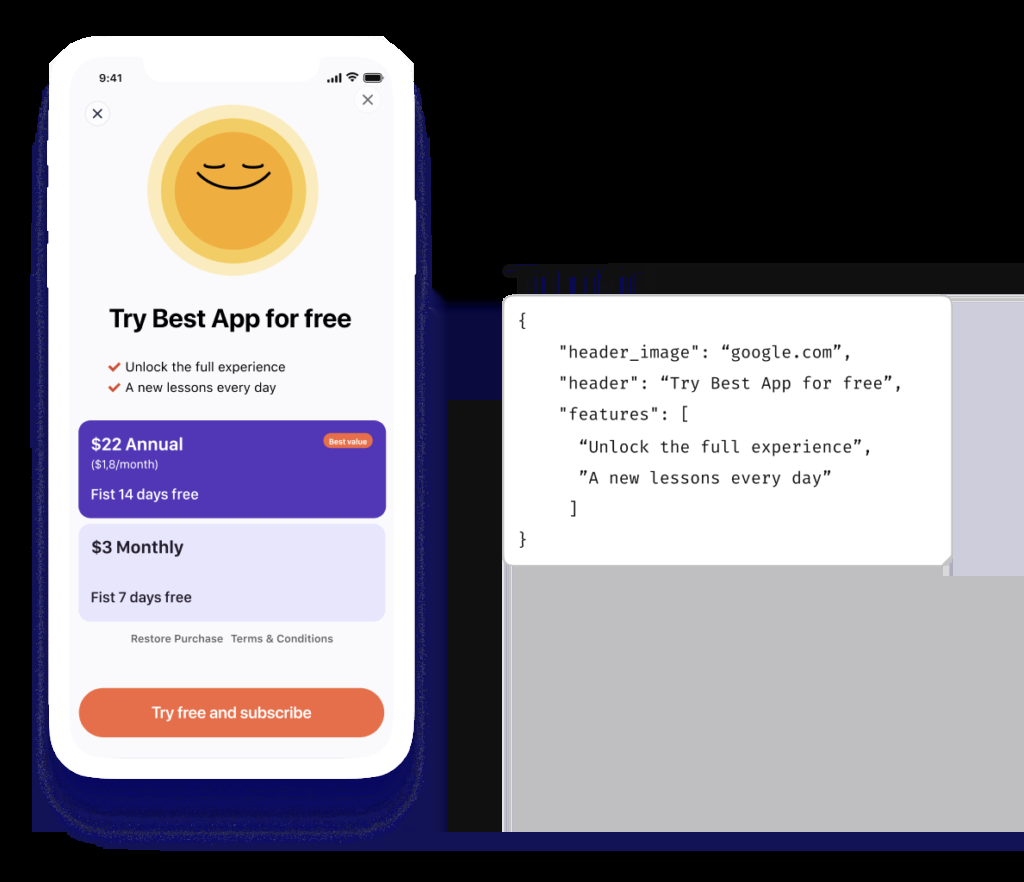 9:41
Try Best App for free
Unlock the full experience
A new lessons every day
$22 Annual
Best value
($1,8/month)
Fist 14 days free
$3 Monthly
Fist 7 days free
Restore Purchase Terms & Conditions
Try free and subscribe
{
"header_image": “google.com”,
"header": “Try Best App for free”,
"features": [
“Unlock the full experience”,
”A new lessons every day”
]
}